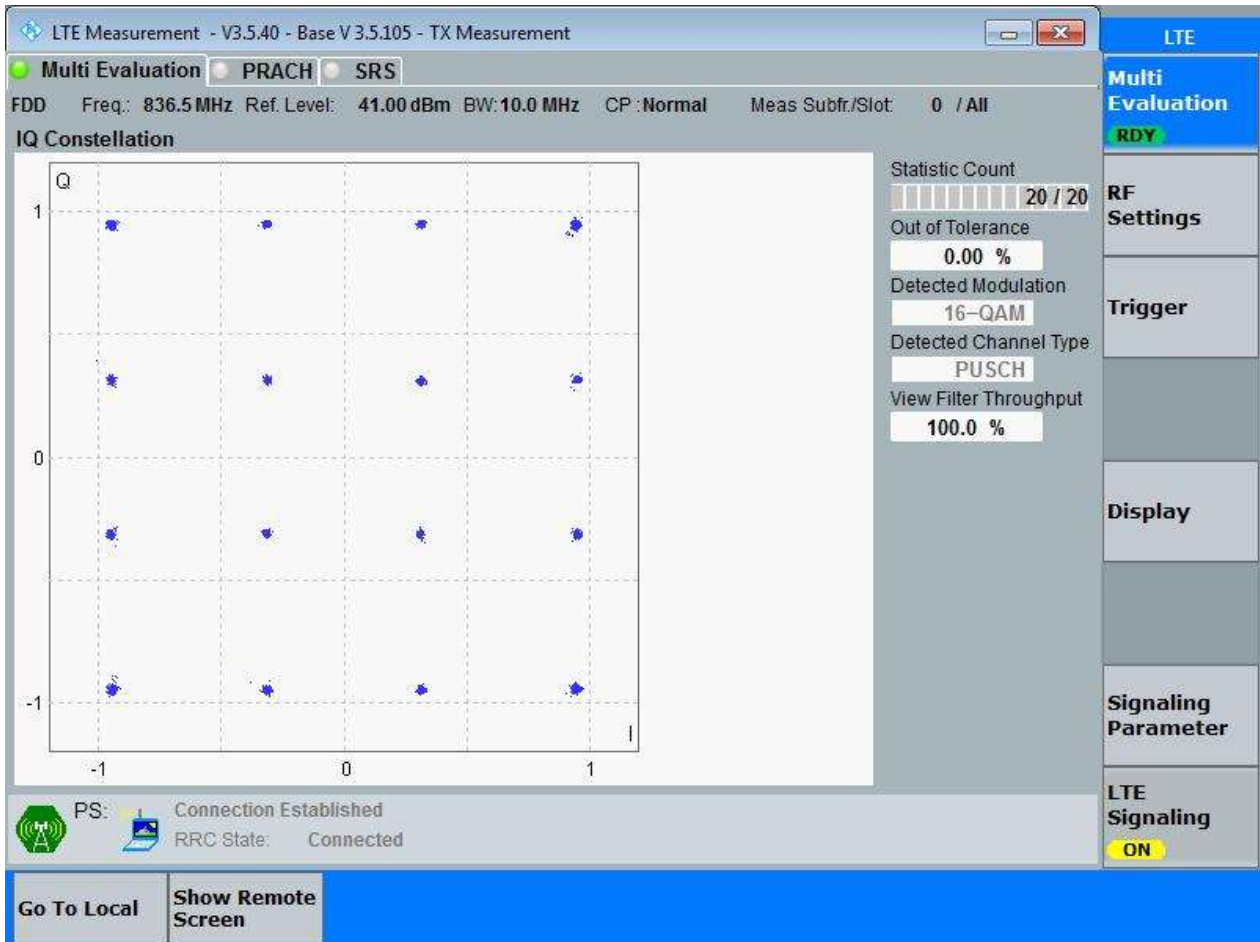 LTE Measurement - V3.5.40 - Base V 3.5.105 - TX Measurement
LTE
Multi Evaluation PRACH SRS
Multi
Evaluation
RDY
FDD Freq.: 836.5 MHz Ref. Level: 41.00 dBm BW: 10.0 MHz CP : Normal Meas Subfr./Slot: 0 / All
IQ Constellation
Q
1
0
-1
I
-1 0 1
Statistic Count
20 / 20
Out of Tolerance
0.00 %
Detected Modulation
16-QAM
Detected Channel Type
PUSCH
View Filter Throughput
100.0 %
RF
Settings
Trigger
Display
Signaling
Parameter
LTE
Signaling
ON
PS: Connection Established
RRC State: Connected
Go To Local
Show Remote
Screen